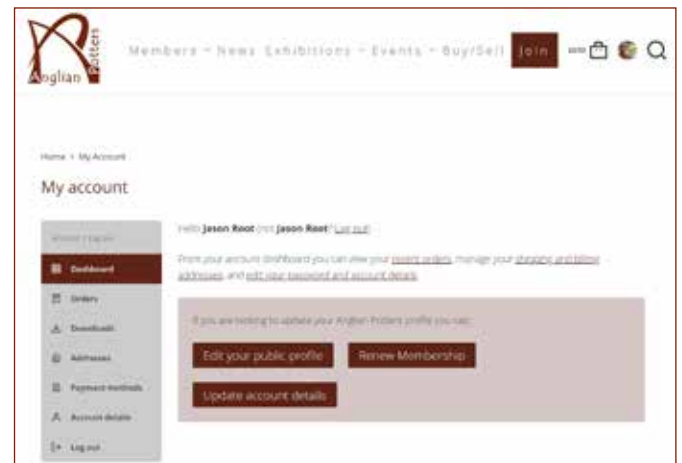 Anglian Potters
Members News Exhibitions Events Buy/Sell Join
Home My Account
My account
Hello Jason Root (not Jason Root? Log out)
From your account dashboard you can view your recent orders, manage your shipping and billing
addresses, and edit your password and account details.
Dashboard
Orders
Downloads
Addresses
Payment methods
Account details
Log out
If you are looking to update your Anglian Potters profile you can:
Edit your public profile Renew Membership
Update account details